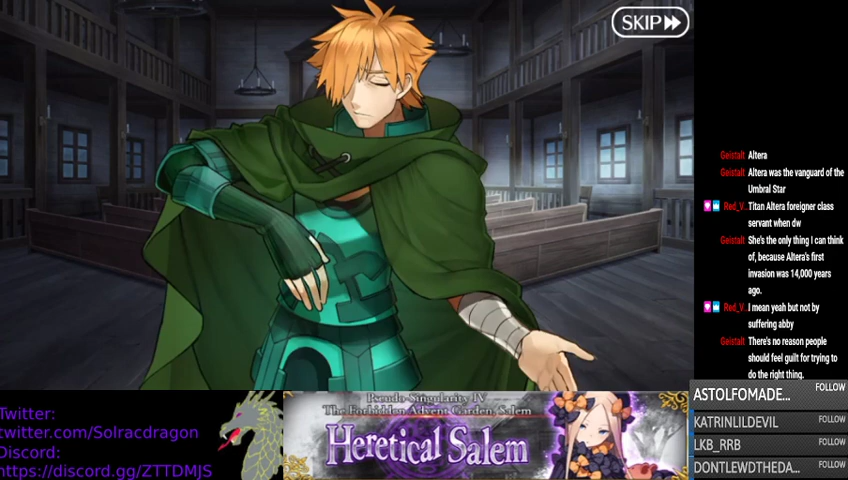 SKIP
Geistalt Altera
Geistalt Altera was the vanguard of the
Umbral Star
Red_V.. Titan Altera foreigner class
servant when dw
Geistalt She's the only thing I can think
of, because Altera's first
invasion was 14,000 years
ago.
Red_V.. I mean yeah but not by
suffering abby
Geistalt There's no reason people
should feel guilt for trying to
do the right thing.
Twitter:
twitter.com/Solracdragon
Discord:
https://discord.gg/ZTTDMJS
Pseudo-Singularity IV
The Forbidden Advent Garden, Salem
Heretical Salem
FOLLOW
ASTOLFOMADE...
KATRINLILDEVIL FOLLOW
LKB_RRB FOLLOW
DONTLEWDTHEDA... FOLLOW